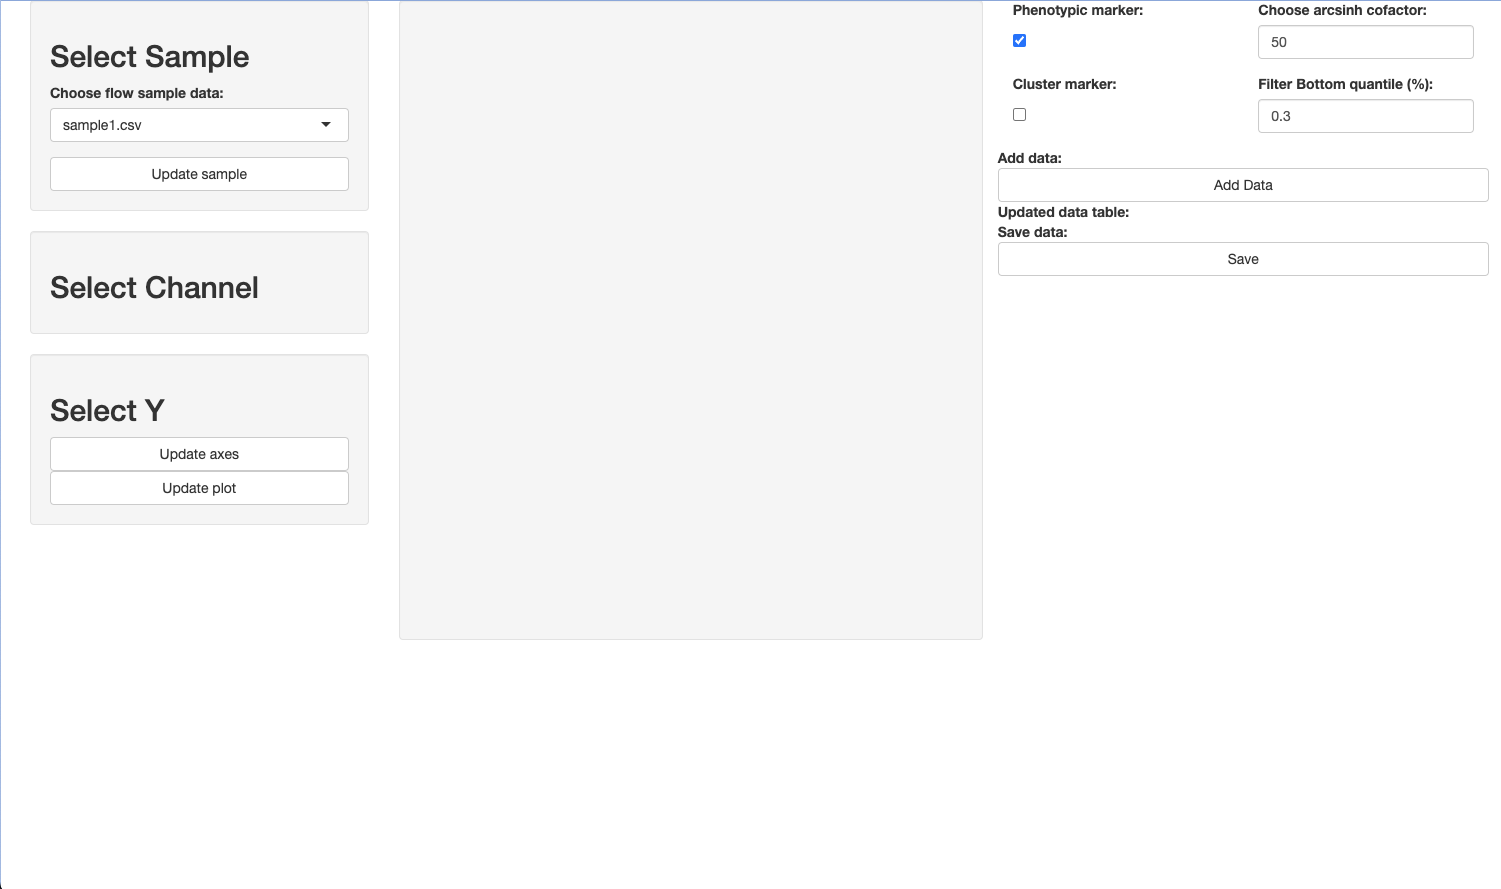 Select Sample
Choose flow sample data:
sample1.csv
Update sample
Select Channel
Select Y
Update axes
Update plot
Phenotypic marker:
Choose arcsinh cofactor:
50
Cluster marker:
Filter Bottom quantile (%):
0.3
Add data:
Add Data
Updated data table:
Save data:
Save